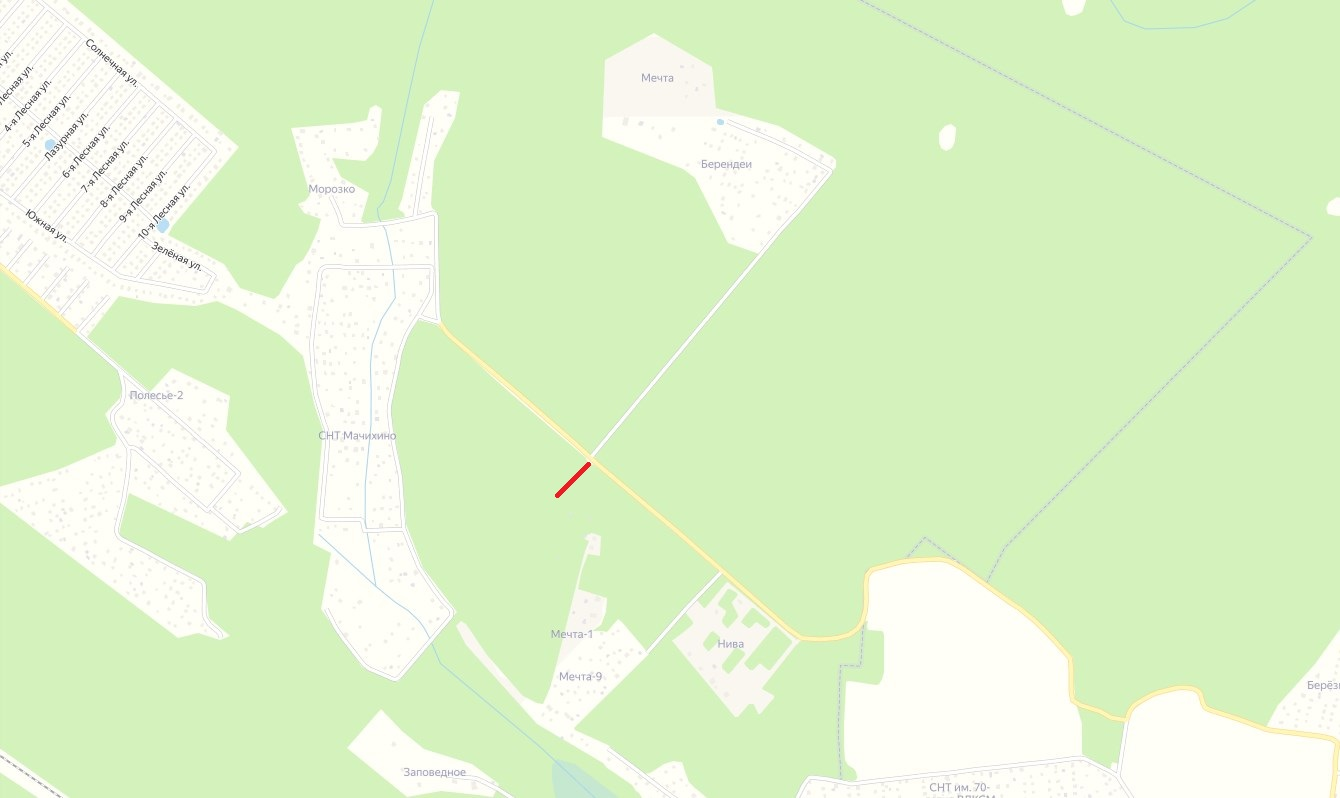 Солнечная ул.
Лесная ул.
4-я Лесная ул.
5-я Лесная ул.
Лазурная ул.
6-я Лесная ул.
7-я Лесная ул.
8-я Лесная ул.
9-я Лесная ул.
10-я Лесная ул.
Южная ул.
Зелёная ул.
Мечта
Берендеи
Морозко
Полесье-2
СНТ Мачихино
Мечта-1
Нива
Мечта-9
Заповедное
СНТ им. 70-